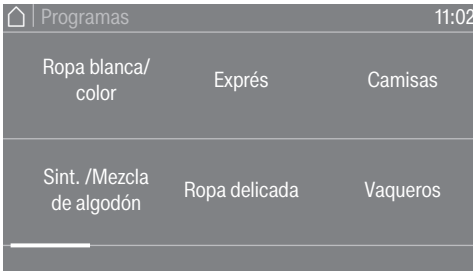 Programas 11:02
Ropa blanca/
color
Exprés
Camisas
Sint. /Mezcla
de algodón
Ropa delicada
Vaqueros